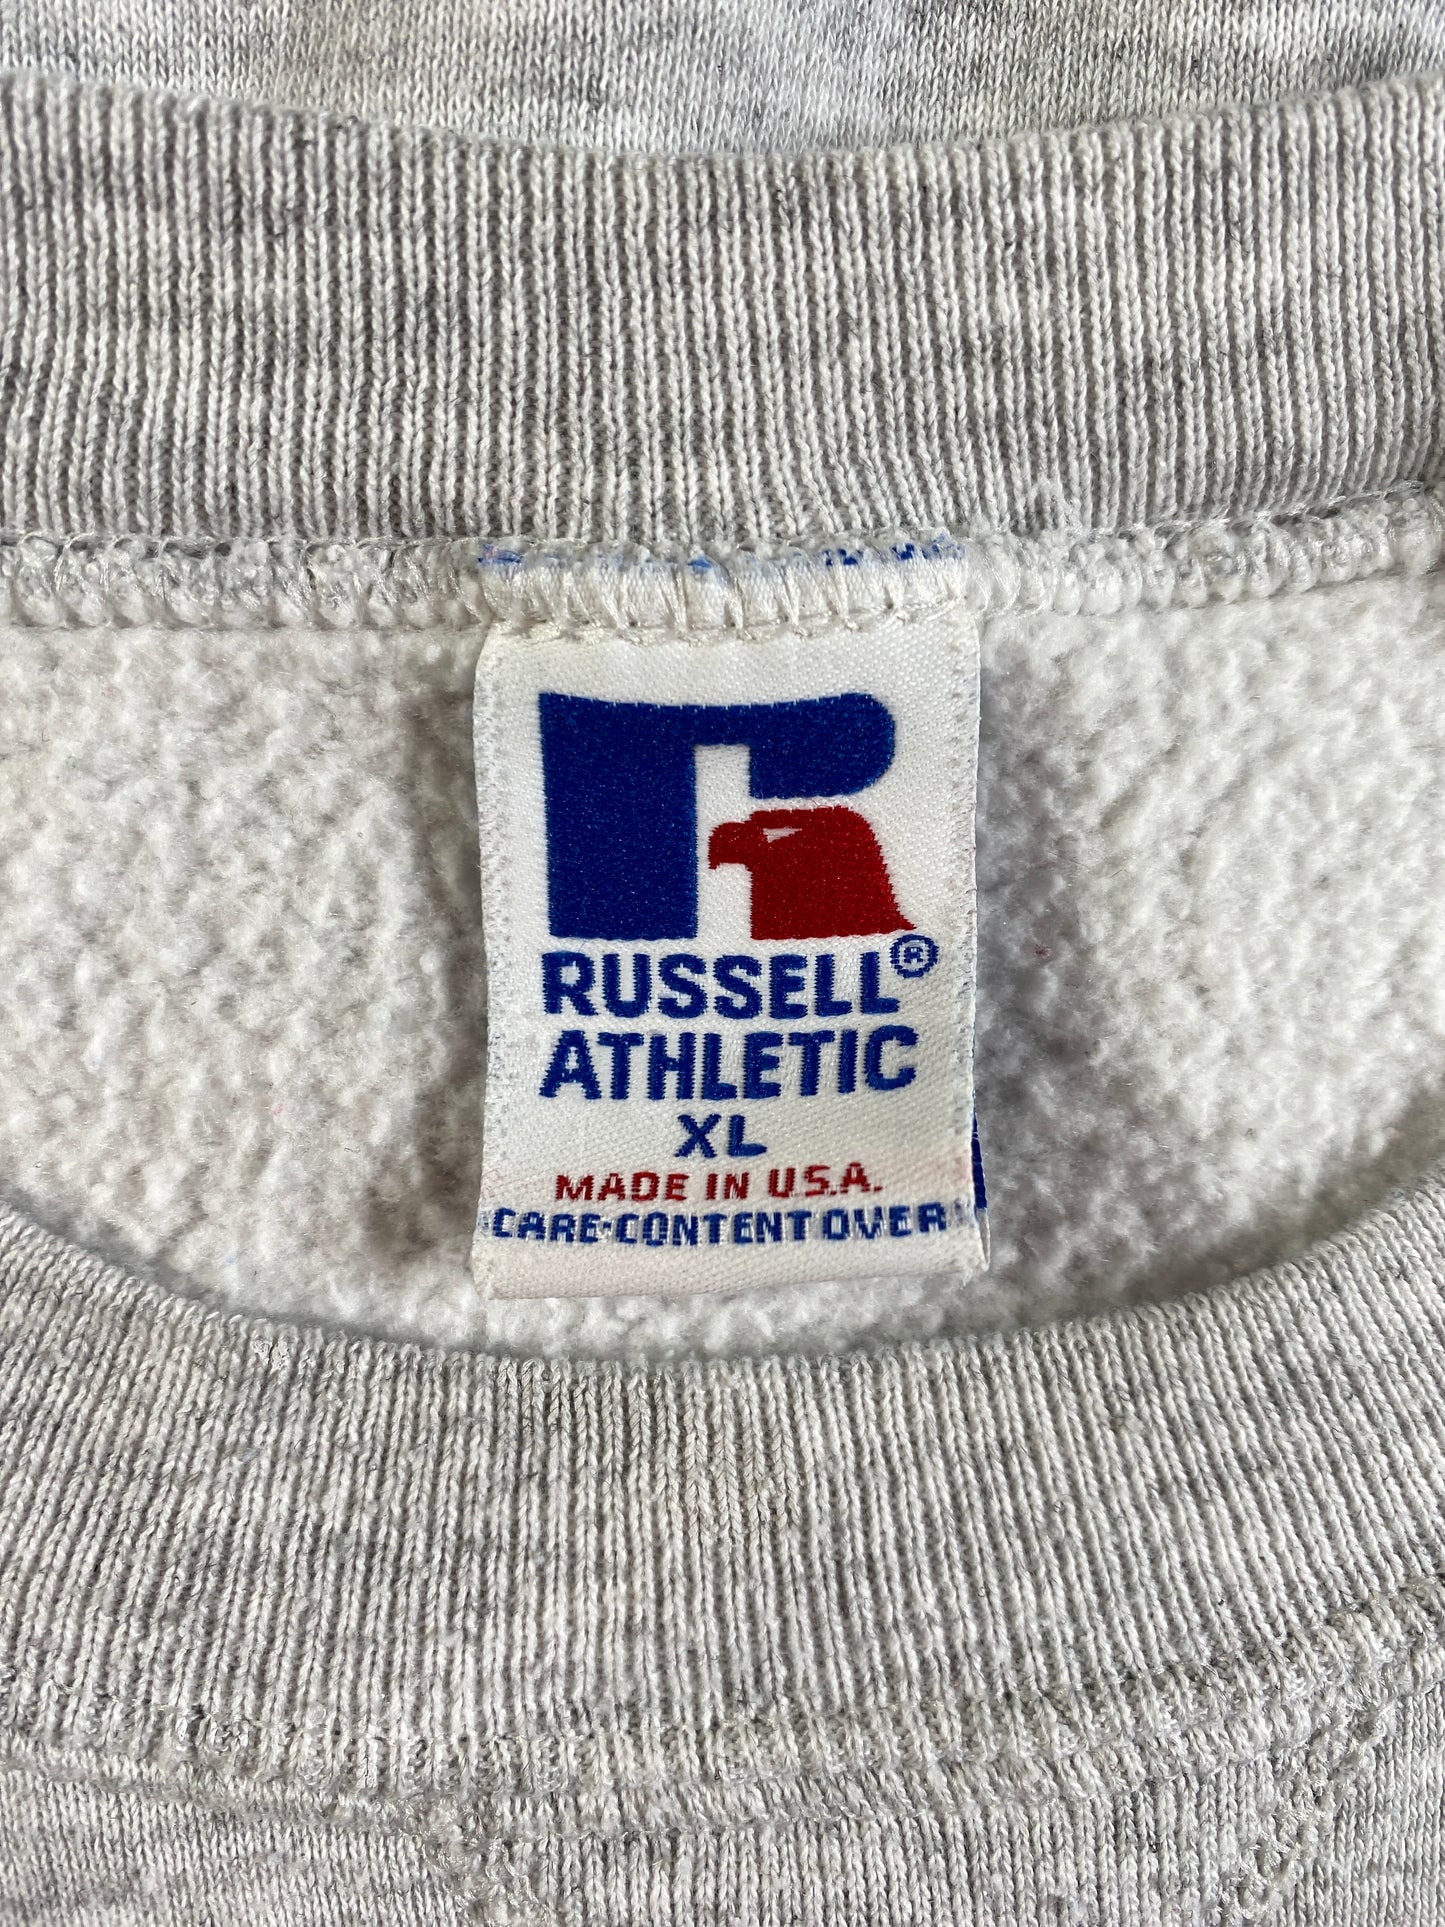 RUSSELL®
ATHLETIC
XL
MADE IN U.S.A.
CARE·CONTENT OVER